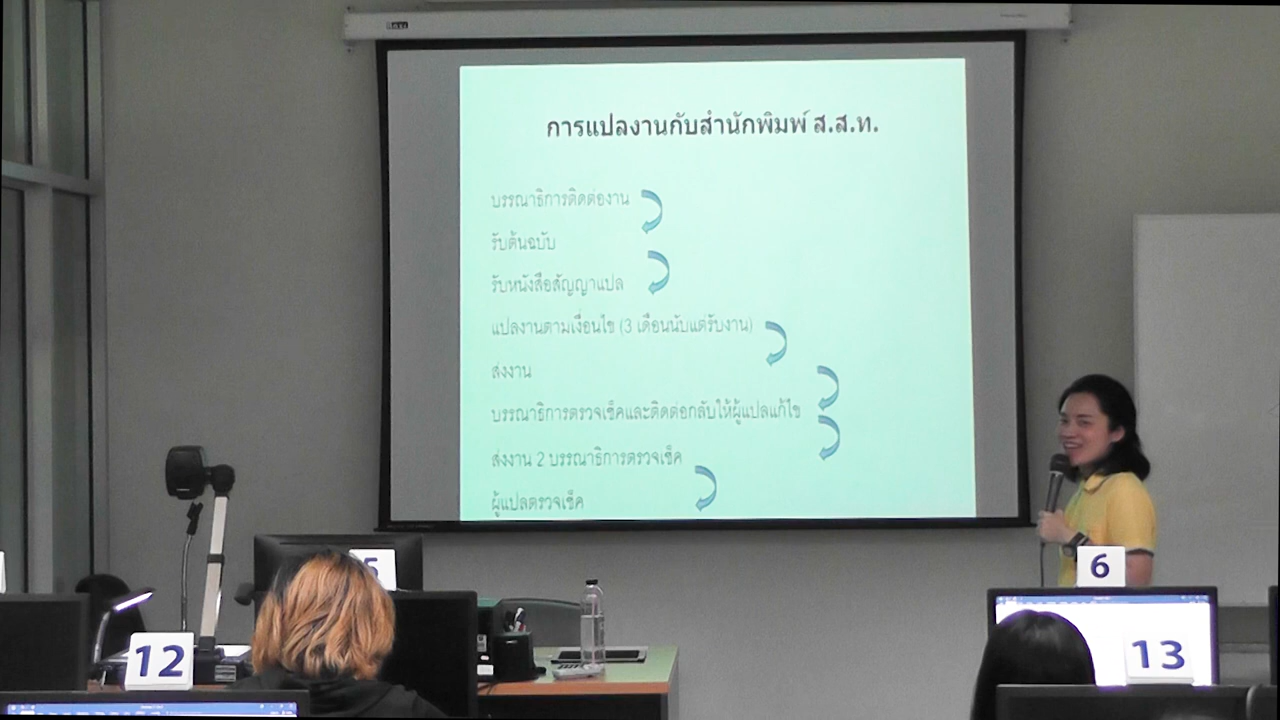 การแปลงานกับสำนักพิมพ์ ส.ส.ท.
บรรณาธิการติดต่องาน
รับต้นฉบับ
รับหนังสือสัญญาแปล
แปลงานตามเงื่อนไข (3 เดือนนับแต่รับงาน)
ส่งงาน
บรรณาธิการตรวจเช็คและติดต่อกลับให้ผู้แปลแก้ไข
ส่งงาน 2 บรรณาธิการตรวจเช็ค
ผู้แปลตรวจเช็ค
5
6
12
13